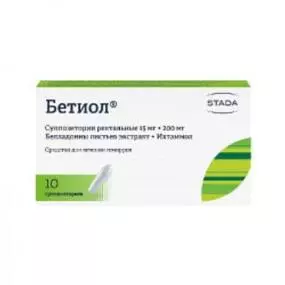 Бетиол®
STADA
Суппозитории ректальные 15 мг + 200 мг
Белладонны листьев экстракт + Ихтаммол
Средство для лечения геморроя
10
суппозиториев